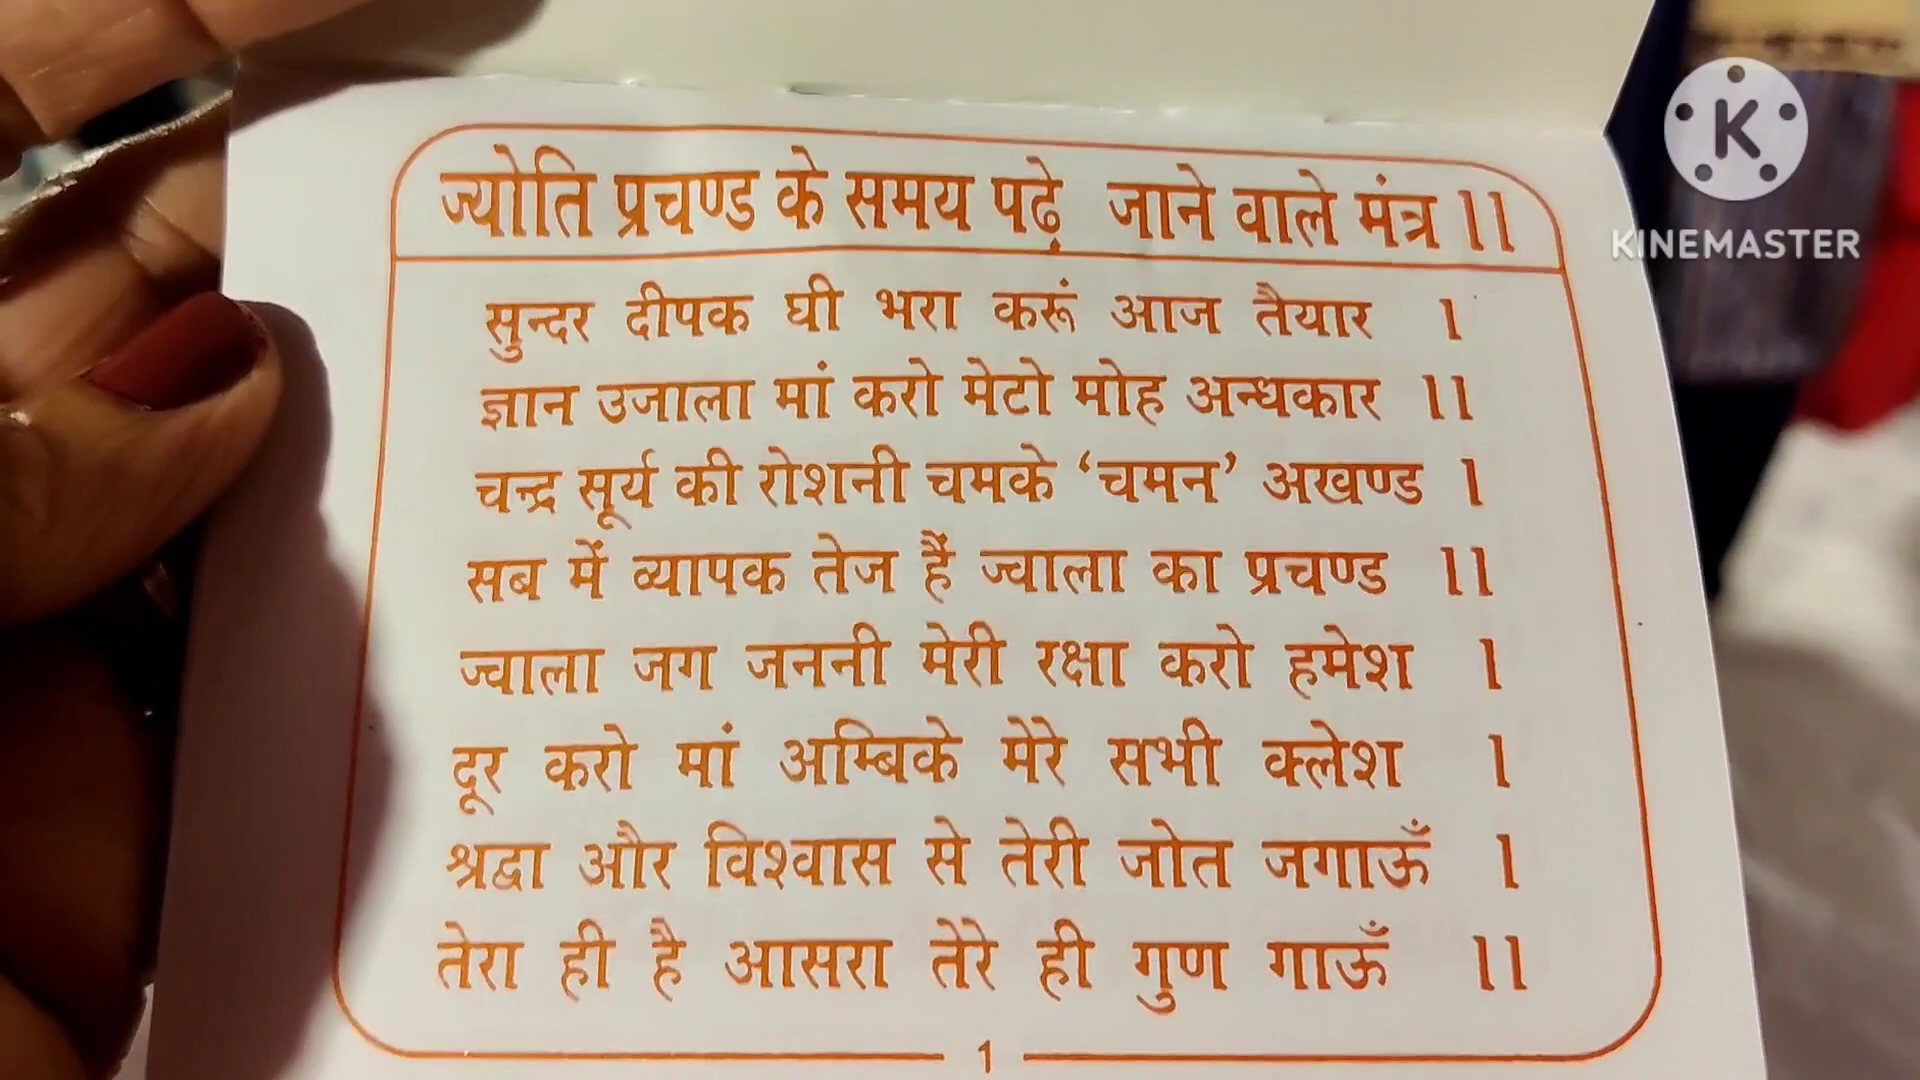 ज्योति प्रचण्ड के समय पढ़े जाने वाले मंत्र ।।
सुन्दर दीपक घी भरा करूं आज तैयार ।
ज्ञान उजाला मां करो मेटो मोह अन्धकार ।।
चन्द्र सूर्य की रोशनी चमके ‘चमन’ अखण्ड ।
सब में व्यापक तेज हैं ज्वाला का प्रचण्ड ।।
ज्वाला जग जननी मेरी रक्षा करो हमेश ।
दूर करो मां अम्बिके मेरे सभी क्लेश ।
श्रद्वा और विश्वास से तेरी जोत जगाऊँ ।
तेरा ही है आसरा तेरे ही गुण गाऊँ ।।
1
K
KINEMASTER